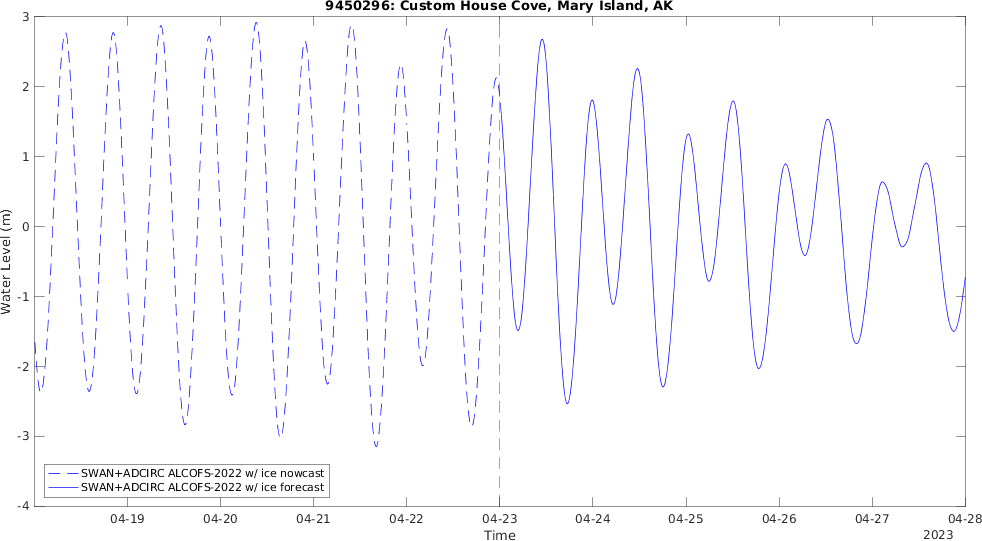 9450296: Custom House Cove, Mary Island, AK
3
2
1
0
-1
-2
-3
-4
Water Level (m)
SWAN+ADCIRC ALCOFS-2022 w/ ice nowcast
SWAN+ADCIRC ALCOFS-2022 w/ ice forecast
04-19 04-20 04-21 04-22 04-23 04-24 04-25 04-26 04-27 04-28
Time
2023